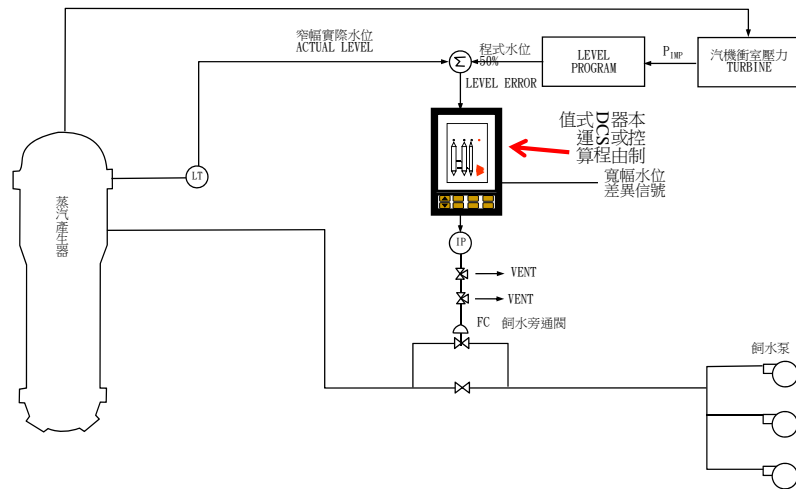 窄幅實際水位
ACTUAL LEVEL
程式水位
50%
Σ
LEVEL
PROGRAM
P IMP
汽機衝室壓力
TURBINE
LEVEL ERROR
本控制
器或由
DCS程
式運算
值
LT
寬幅水位
差異信號
蒸汽產生器
IP
VENT
VENT
FC 飼水旁通閥
飼水泵